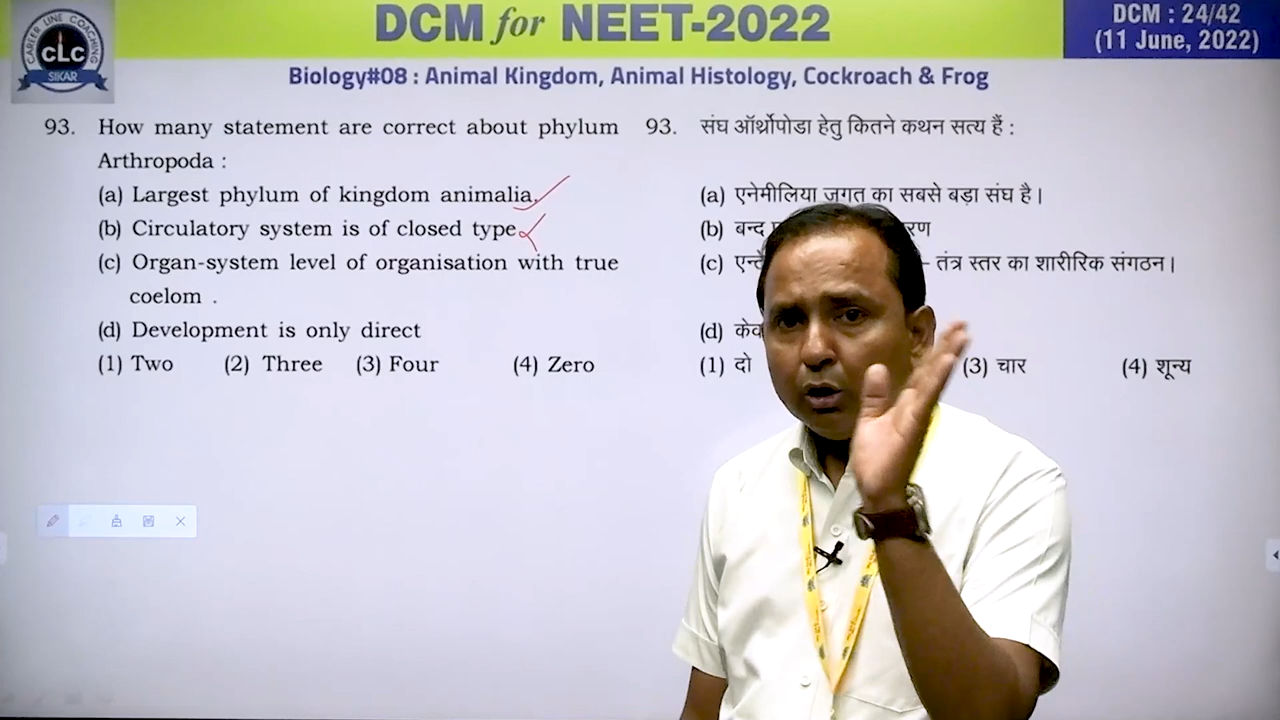 DCM for NEET-2022
DCM : 24/42
(11 June, 2022)
CAREER LINE COACHING
CLC
SIKAR
Biology#08 : Animal Kingdom, Animal Histology, Cockroach & Frog
93. How many statement are correct about phylum
Arthropoda :
(a) Largest phylum of kingdom animalia.
(b) Circulatory system is of closed type
(c) Organ-system level of organisation with true
coelom .
(d) Development is only direct
(1) Two (2) Three (3) Four (4) Zero
93. संघ ऑर्थ्रोपोडा हेतु कितने कथन सत्य हैं :
(a) एनेमीलिया जगत का सबसे बड़ा संघ है।
(b) बन्द
(c) – तंत्र स्तर का शारीरिक संगठन।
(d)
(1) दो (3) चार (4) शून्य